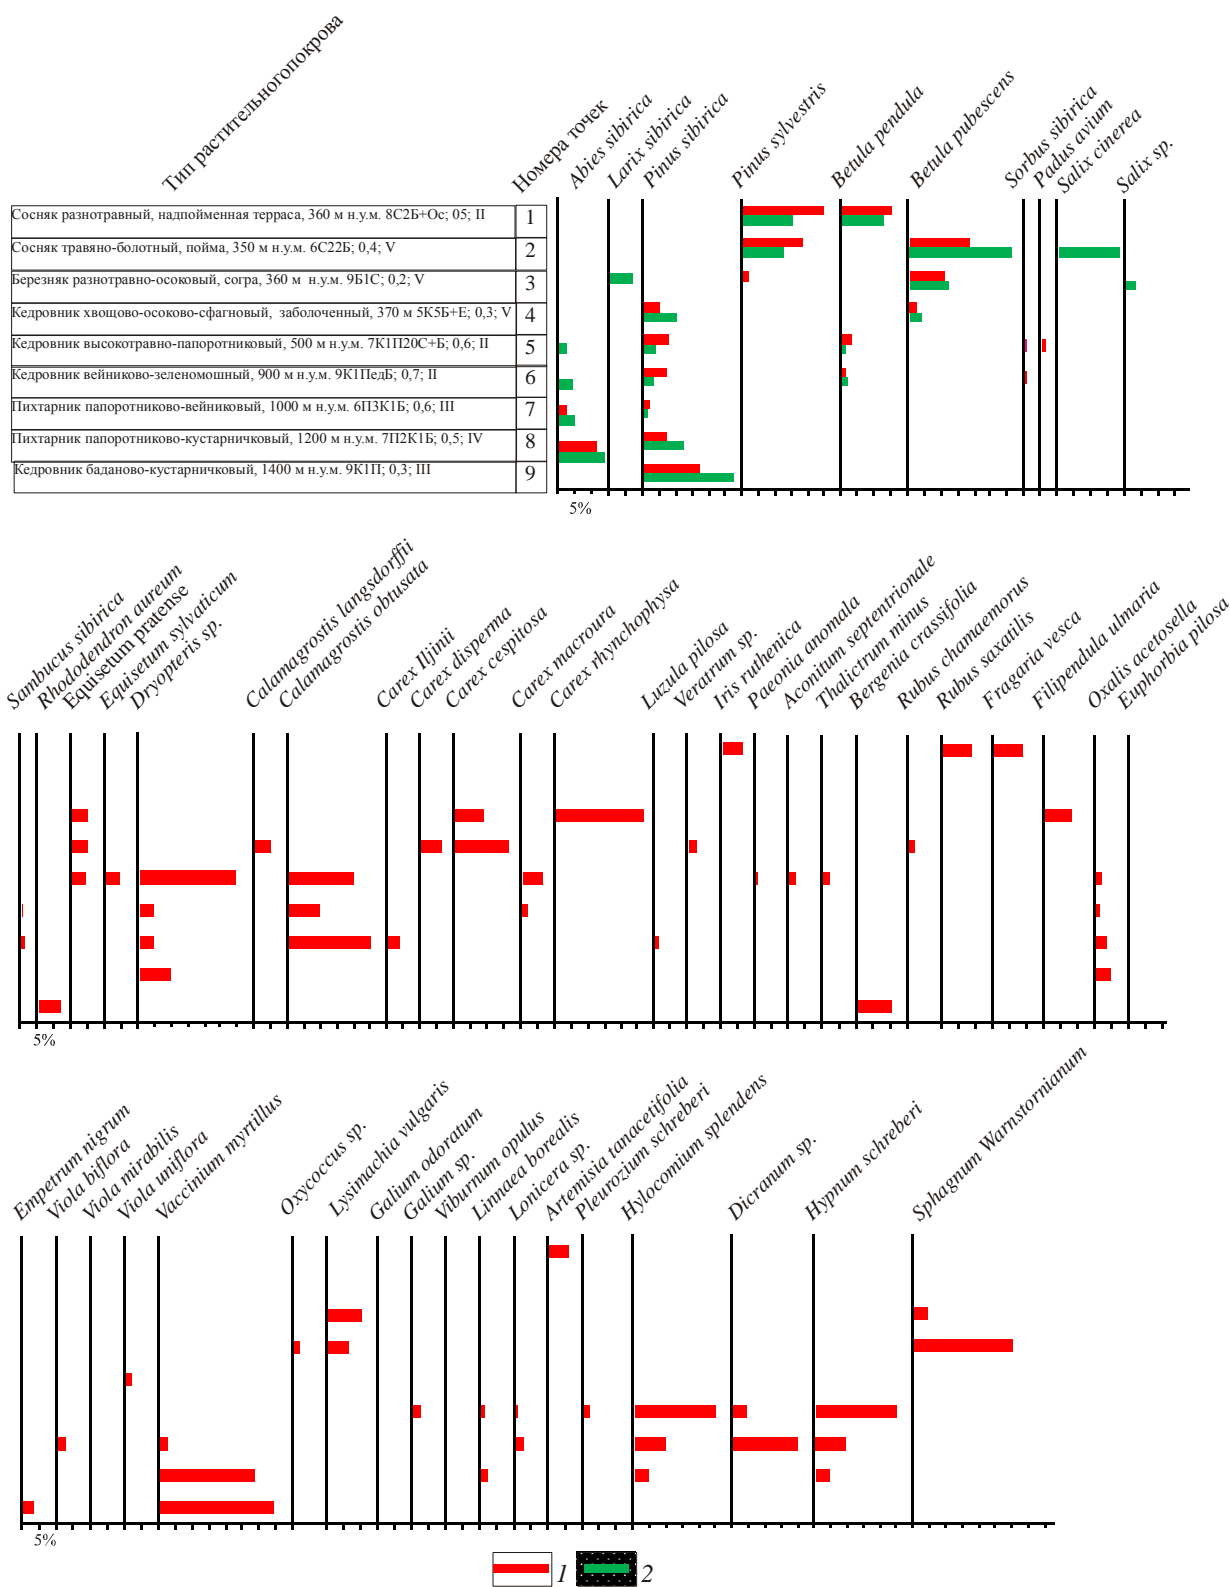 Тип растительногопокрова
Номера точек
Abies sibirica
Larix sibirica
Pinus sibirica
Pinus sylvestris
Betula pendula
Betula pubescens
Sorbus sibirica
Padus avium
Salix cinerea
Salix sp.
Сосняк разнотравный, надпойменная терраса, 360 м н.у.м. 8С2Б+Ос; 05; II 1
Сосняк травяно-болотный, пойма, 350 м н.у.м. 6С22Б; 0,4; V 2
Березняк разнотравно-осоковый, согра, 360 м н.у.м. 9Б1С; 0,2; V 3
Кедровник хвощово-осоково-сфагновый, заболоченный, 370 м 5К5Б+Е; 0,3; V 4
Кедровник высокотравно-папоротниковый, 500 м н.у.м. 7К1П20С+Б; 0,6; II 5
Кедровник вейниково-зеленомошный, 900 м н.у.м. 9К1ПедБ; 0,7; II 6
Пихтарник папоротниково-вейниковый, 1000 м н.у.м. 6П3К1Б; 0,6; III 7
Пихтарник папоротниково-кустарничковый, 1200 м н.у.м. 7П2К1Б; 0,5; IV 8
Кедровник баданово-кустарничковый, 1400 м н.у.м. 9К1П; 0,3; III 9
5%
Sambucus sibirica
Rhododendron aureum
Equisetum pratense
Equisetum sylvaticum
Dryopteris sp.
Calamagrostis langsdorffii
Calamagrostis obtusata
Carex Iljinii
Carex disperma
Carex cespitosa
Carex macroura
Carex rhynchophysa
Luzula pilosa
Veratrum sp.
Iris ruthenica
Paeonia anomala
Aconitum septentrionale
Thalictrum minus
Bergenia crassifolia
Rubus chamaemorus
Rubus saxatilis
Fragaria vesca
Filipendula ulmaria
Oxalis acetosella
Euphorbia pilosa
5%
Empetrum nigrum
Viola biflora
Viola mirabilis
Viola uniflora
Vaccinium myrtillus
Oxycoccus sp.
Lysimachia vulgaris
Galium odoratum
Galium sp.
Viburnum opulus
Linnaea borealis
Lonicera sp.
Artemisia tanacetifolia
Pleurozium schreberi
Hylocomium splendens
Dicranum sp.
Hypnum schreberi
Sphagnum Warnstornianum
5%
1 2